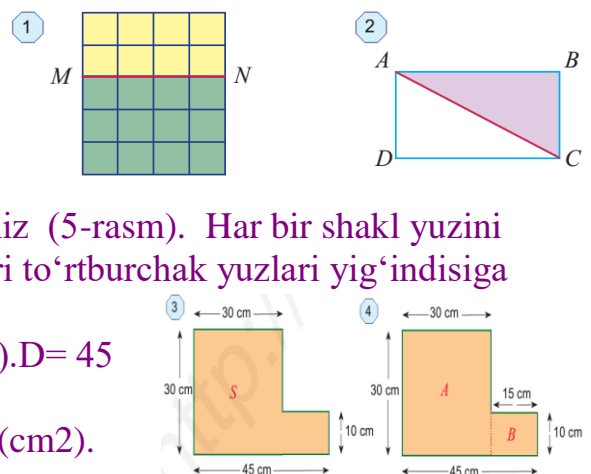 1
2
M
N
A
B
D
C
iz (5-rasm). Har bir shakl yuzini
ri to‘rtburchak yuzlari yig‘indisiga
).D= 45
(cm2).
3
30 cm
30 cm
S
10 cm
45 cm
4
30 cm
30 cm
A
15 cm
B
10 cm
45 cm
http://